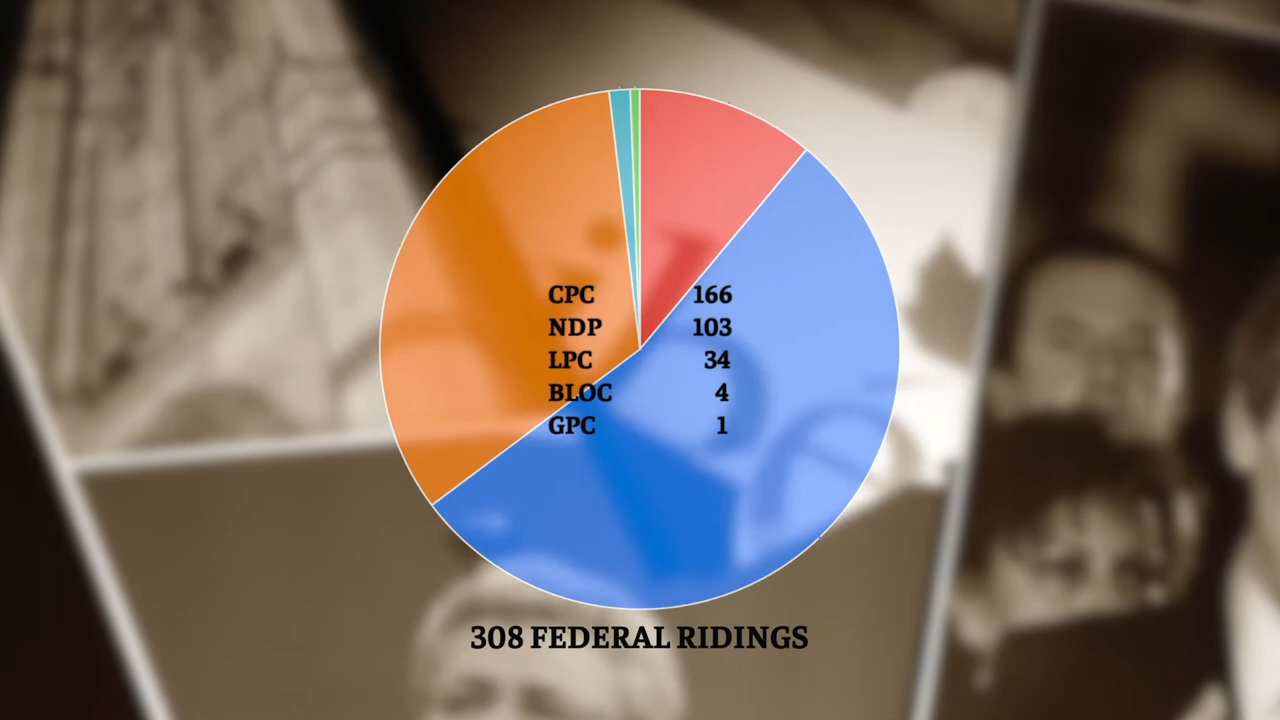 CPC 166
NDP 103
LPC 34
BLOC 4
GPC 1
308 FEDERAL RIDINGS